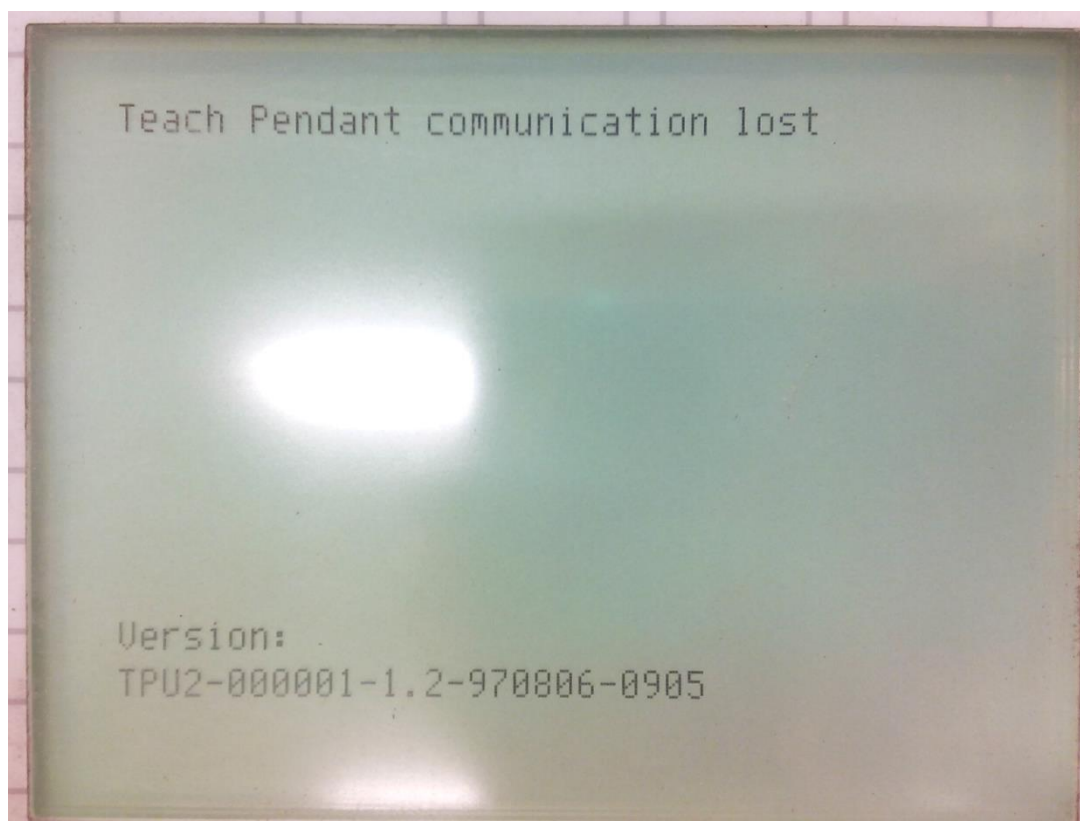 Teach Pendant communication lost
Version:
TPU2-000001-1.2-970806-0905